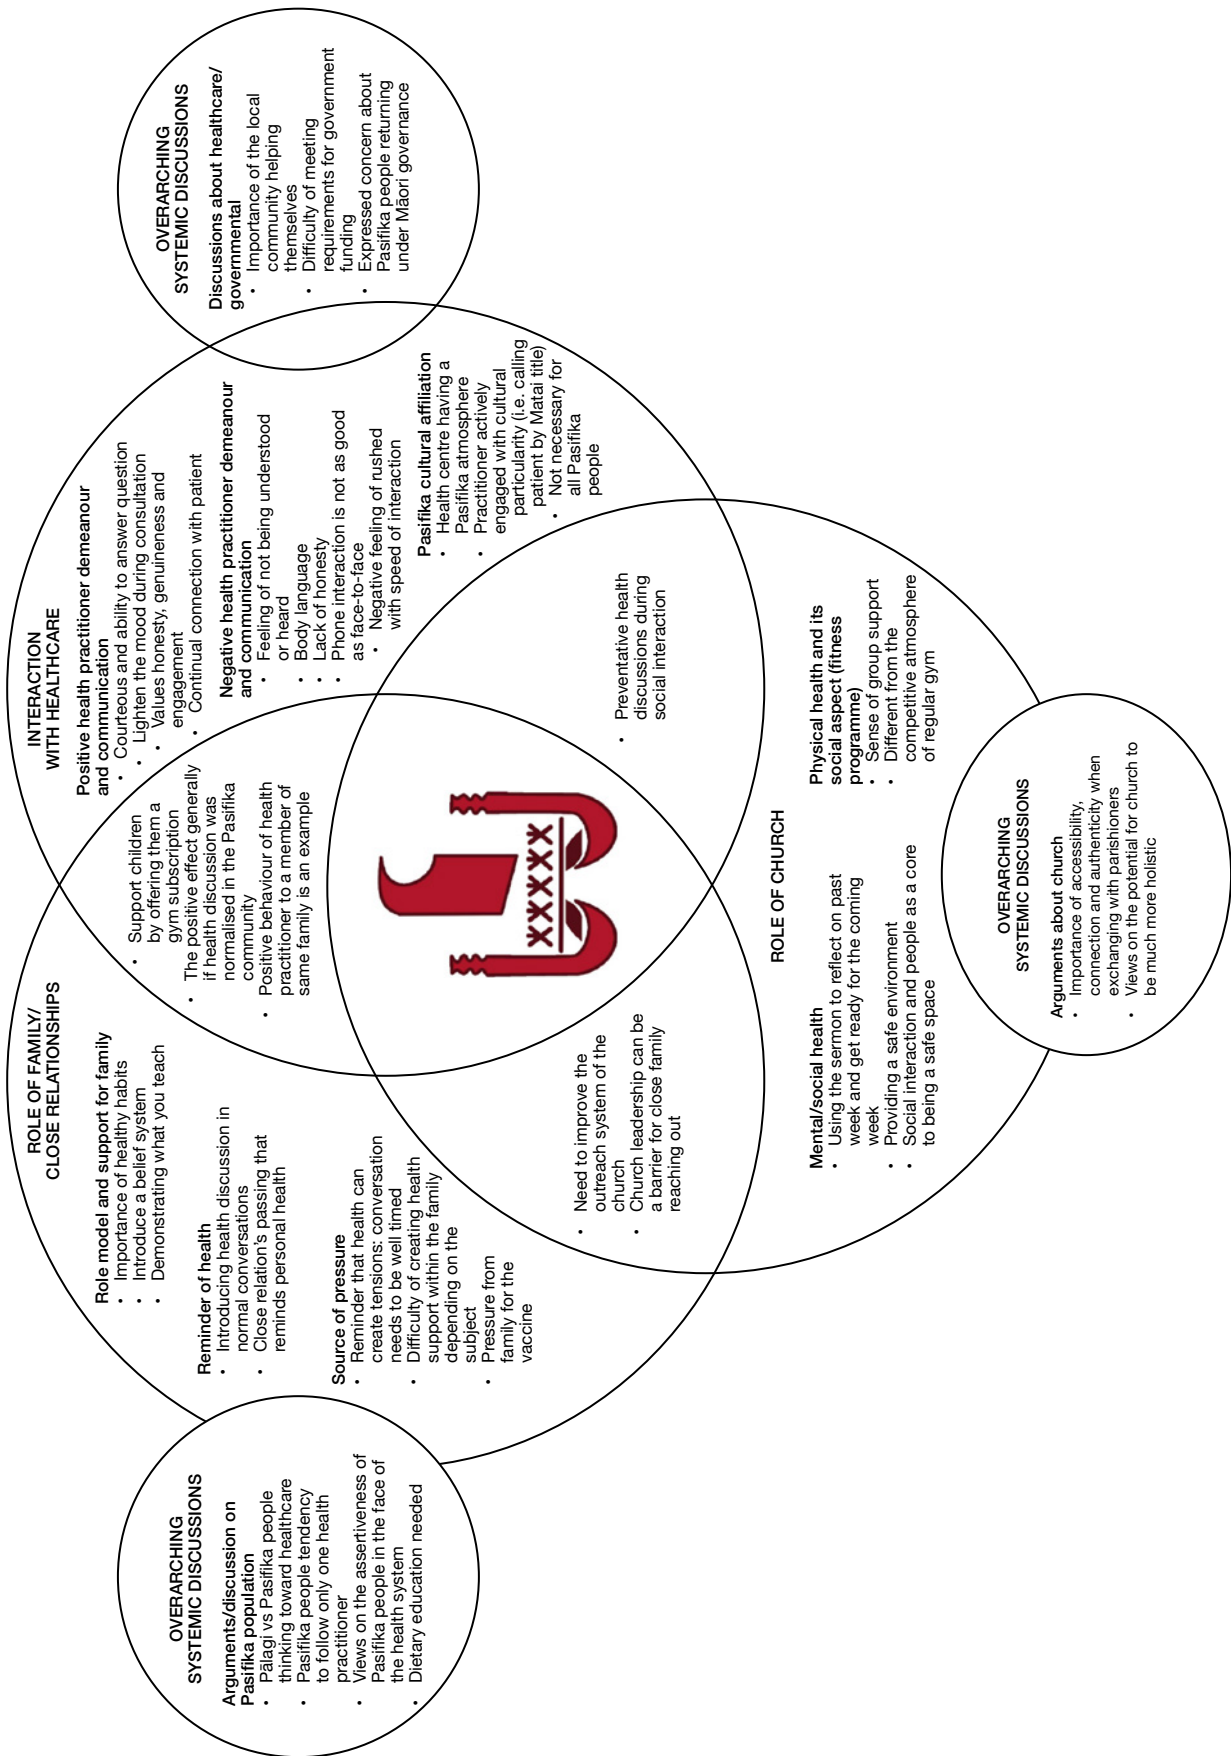 OVERARCHING
SYSTEMIC DISCUSSIONS
Arguments/discussion on
Pasifika population
• Pālagi vs Pasifika people
thinking toward healthcare
• Pasifika people tendency
to follow only one health
practitioner
• Views on the assertiveness of
Pasifika people in the face of
the health system
• Dietary education needed
ROLE OF FAMILY/
CLOSE RELATIONSHIPS
Role model and support for family
• Importance of healthy habits
• Introduce a belief system
• Demonstrating what you teach
Reminder of health
• Introducing health discussion in
normal conversations
• Close relation's passing that
reminds personal health
Source of pressure
• Reminder that health can
create tensions: conversation
needs to be well timed
• Difficulty of creating health
support within the family
depending on the
subject
• Pressure from
family for the
vaccine
• Support children
by offering them a
gym subscription
• The positive effect generally
if health discussion was
normalised in the Pasifika
community
• Positive behaviour of health
practitioner to a member of
same family is an example
INTERACTION
WITH HEALTHCARE
Positive health practitioner demeanour
and communication
• Courteous and ability to answer question
• Lighten the mood during consultation
• Values honesty, genuineness and
engagement
• Continual connection with patient
Negative health practitioner demeanour
and communication
• Feeling of not being understood
or heard
• Body language
• Lack of honesty
• Phone interaction is not as good
as face-to-face
• Negative feeling of rushed
with speed of interaction
Pasifika cultural affiliation
• Health centre having a
Pasifika atmosphere
• Practitioner actively
engaged with cultural
particularity (i.e. calling
patient by Matai title)
• Not necessary for
all Pasifika
people
OVERARCHING
SYSTEMIC DISCUSSIONS
Discussions about healthcare/
governmental
• Importance of the local
community helping
themselves
• Difficulty of meeting
requirements for government
funding
• Expressed concern about
Pasifika people returning
under Māori governance
• Need to improve the
outreach system of the
church
• Church leadership can be
a barrier for close family
reaching out
• Preventative health
discussions during
social interaction
ROLE OF CHURCH
Mental/social health
• Using the sermon to reflect on past
week and get ready for the coming
week
• Providing a safe environment
• Social interaction and people as a core
to being a safe space
Physical health and its
social aspect (fitness
programme)
• Sense of group support
• Different from the
competitive atmosphere
of regular gym
OVERARCHING
SYSTEMIC DISCUSSIONS
Arguments about church
• Importance of accessibility,
connection and authenticity when
exchanging with parishioners
• Views on the potential for church to
be much more holistic